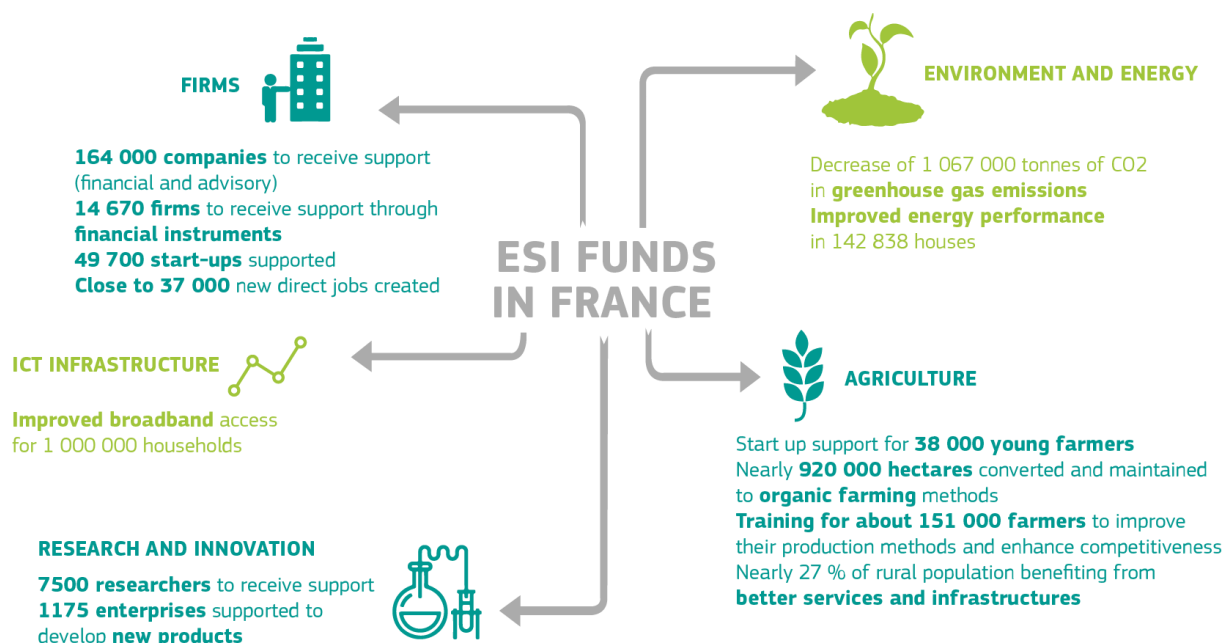 FIRMS
164 000 companies to receive support
(financial and advisory)
14 670 firms to receive support through
financial instruments
49 700 start-ups supported
Close to 37 000 new direct jobs created
ENVIRONMENT AND ENERGY
Decrease of 1 067 000 tonnes of CO2
in greenhouse gas emissions
Improved energy performance
in 142 838 houses
ESI FUNDS
IN FRANCE
ICT INFRASTRUCTURE
Improved broadband access
for 1 000 000 households
AGRICULTURE
Start up support for 38 000 young farmers
Nearly 920 000 hectares converted and maintained
to organic farming methods
Training for about 151 000 farmers to improve
their production methods and enhance competitiveness
Nearly 27 % of rural population benefiting from
better services and infrastructures
RESEARCH AND INNOVATION
7500 researchers to receive support
1175 enterprises supported to
develop new products